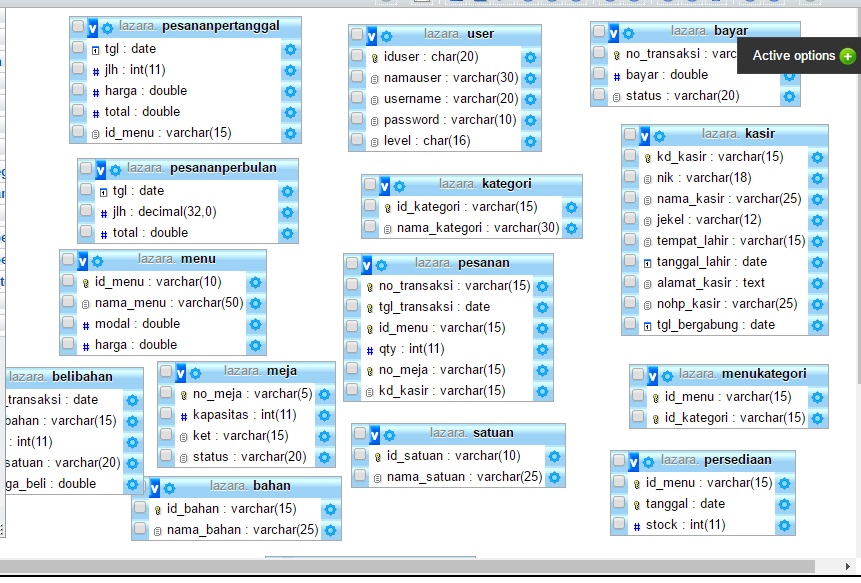 lazara. pesananpertanggal
tgl : date
jlh : int(11)
harga : double
total : double
id_menu : varchar(15)
lazara. pesananperbulan
tgl : date
jlh : decimal(32,0)
total : double
lazara. menu
id_menu : varchar(10)
nama_menu : varchar(50)
modal : double
harga : double
lazara. belibahan
_transaksi : date
bahan : varchar(15)
: int(11)
satuan : varchar(20)
ga_beli : double
lazara. meja
no_meja : varchar(5)
kapasitas : int(11)
ket : varchar(15)
status : varchar(20)
lazara. bahan
id_bahan : varchar(15)
nama_bahan : varchar(25)
lazara. user
iduser : char(20)
namauser : varchar(30)
username : varchar(20)
password : varchar(10)
level : char(16)
lazara. kategori
id_kategori : varchar(15)
nama_kategori : varchar(30)
lazara. pesanan
no_transaksi : varchar(15)
tgl_transaksi : date
id_menu : varchar(15)
qty : int(11)
no_meja : varchar(15)
kd_kasir : varchar(15)
lazara. satuan
id_satuan : varchar(10)
nama_satuan : varchar(25)
lazara. bayar
no_transaksi : varc
bayar : double
status : varchar(20)
Active options
lazara. kasir
kd_kasir : varchar(15)
nik : varchar(18)
nama_kasir : varchar(25)
jekel : varchar(12)
tempat_lahir : varchar(15)
tanggal_lahir : date
alamat_kasir : text
nohp_kasir : varchar(25)
tgl_bergabung : date
lazara. menukategori
id_menu : varchar(15)
id_kategori : varchar(15)
lazara. persediaan
id_menu : varchar(15)
tanggal : date
stock : int(11)